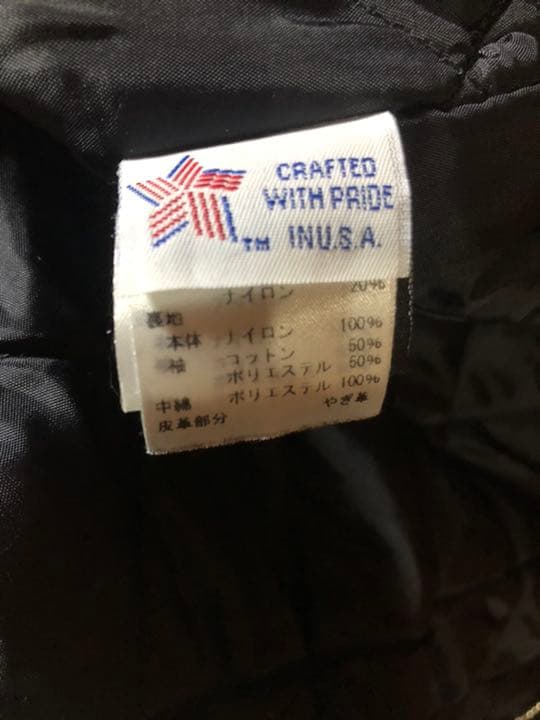 CRAFTED
WITH PRIDE
IN U.S.A.
TM
ナイロン 20%
裏地
本体 ナイロン 100%
袖 コットン 50%
ポリエステル 50%
中綿 ポリエステル 100%
皮革部分 やぎ革